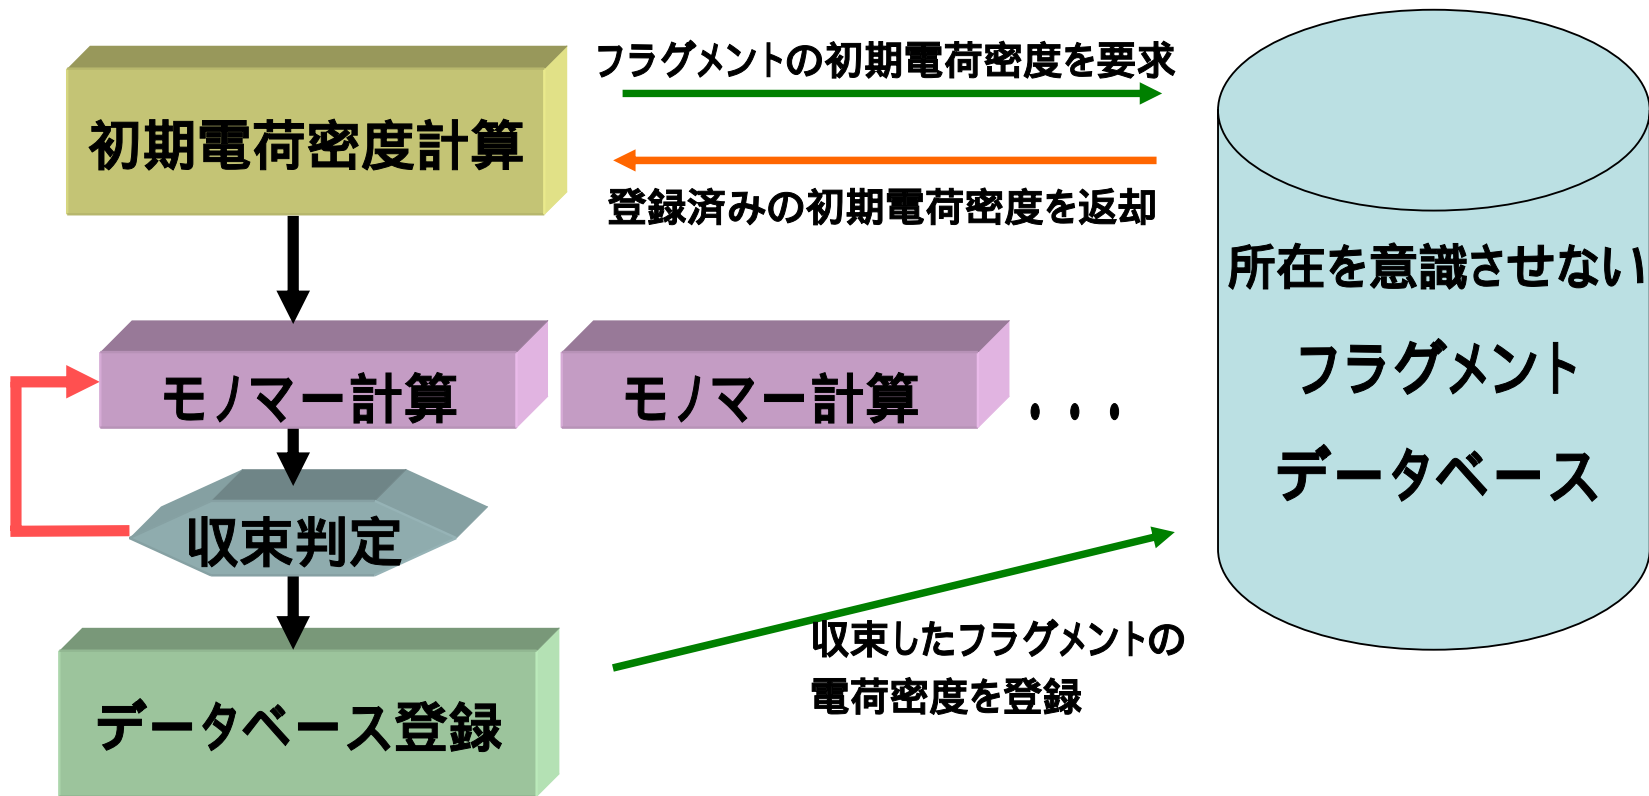 フラグメントの初期電荷密度を要求
初期電荷密度計算
登録済みの初期電荷密度を返却
所在を意識させない
フラグメント
データベース
モノマー計算
モノマー計算
・・・
収束判定
収束したフラグメントの
電荷密度を登録
データベース登録